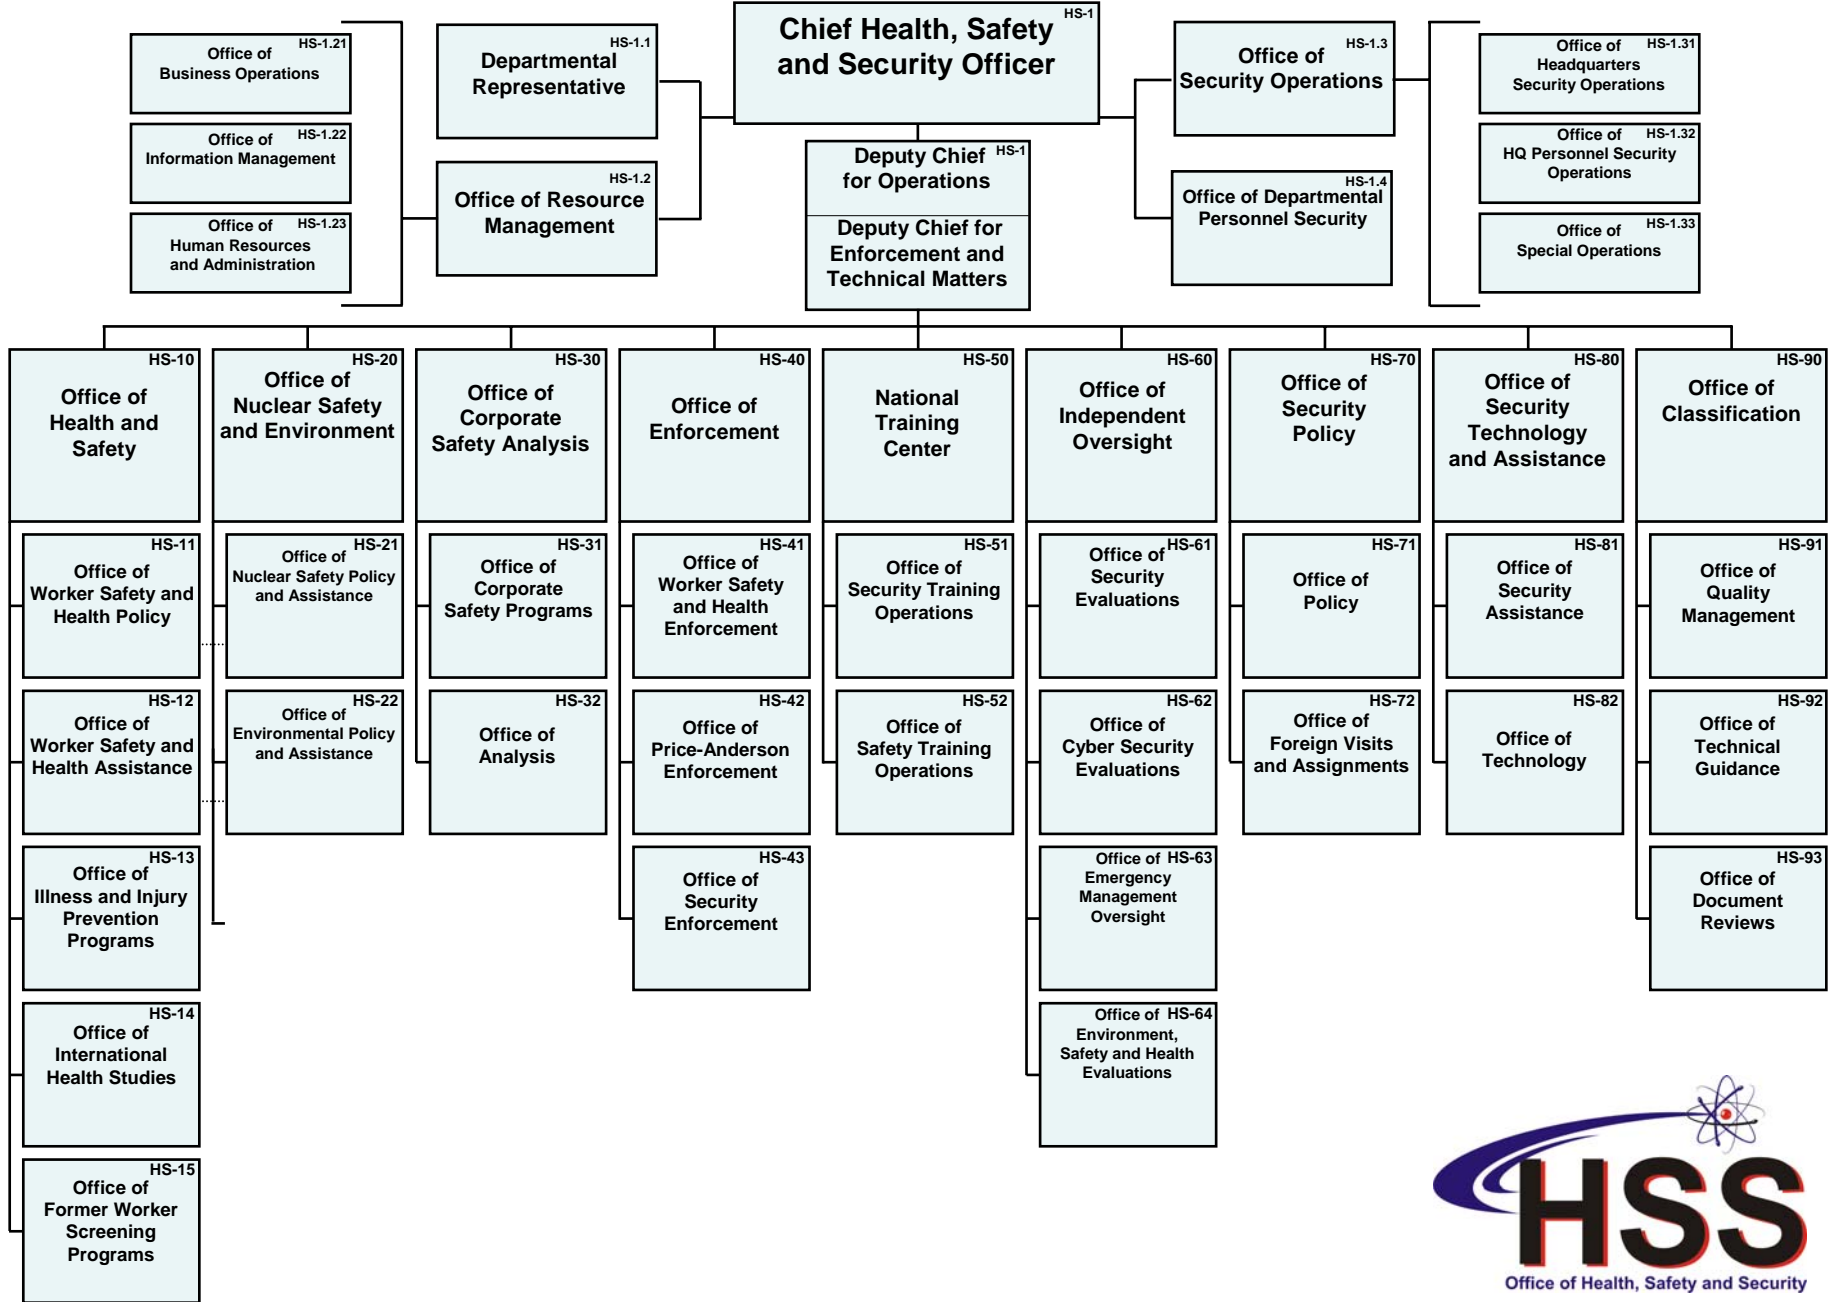 HS-1
Chief Health, Safety
and Security Officer
HS-1.21
Office of
Business Operations
HS-1.22
Office of
Information Management
HS-1.23
Office of
Human Resources
and Administration
HS-1.1
Departmental
Representative
HS-1.2
Office of Resource
Management
Deputy Chief HS-1
for Operations
Deputy Chief for
Enforcement and
Technical Matters
HS-1.3
Office of
Security Operations
HS-1.4
Office of Departmental
Personnel Security
Office of HS-1.31
Headquarters
Security Operations
Office of HS-1.32
HQ Personnel Security
Operations
HS-1.33
Office of
Special Operations
HS-10
Office of
Health and
Safety
HS-11
Office of
Worker Safety and
Health Policy
HS-12
Office of
Worker Safety and
Health Assistance
HS-13
Office of
Illness and Injury
Prevention
Programs
HS-14
Office of
International
Health Studies
HS-15
Office of
Former Worker
Screening
Programs
HS-20
Office of
Nuclear Safety
and Environment
HS-21
Office of
Nuclear Safety Policy
and Assistance
HS-22
Office of
Environmental Policy
and Assistance
HS-30
Office of
Corporate
Safety Analysis
HS-31
Office of
Corporate
Safety Programs
HS-32
Office of
Analysis
HS-40
Office of
Enforcement
HS-41
Office of
Worker Safety
and Health
Enforcement
HS-42
Office of
Price-Anderson
Enforcement
HS-43
Office of
Security
Enforcement
HS-50
National
Training
Center
HS-51
Office of
Security Training
Operations
HS-52
Office of
Safety Training
Operations
HS-60
Office of
Independent
Oversight
HS-61
Office of
Security
Evaluations
HS-62
Office of
Cyber Security
Evaluations
Office of HS-63
Emergency
Management
Oversight
Office of HS-64
Environment,
Safety and Health
Evaluations
HS-70
Office of
Security
Policy
HS-71
Office of
Policy
HS-72
Office of
Foreign Visits
and Assignments
HS-80
Office of
Security
Technology
and Assistance
HS-81
Office of
Security
Assistance
HS-82
Office of
Technology
HS-90
Office of
Classification
HS-91
Office of
Quality
Management
HS-92
Office of
Technical
Guidance
HS-93
Office of
Document
Reviews
HSS
Office of Health, Safety and Security